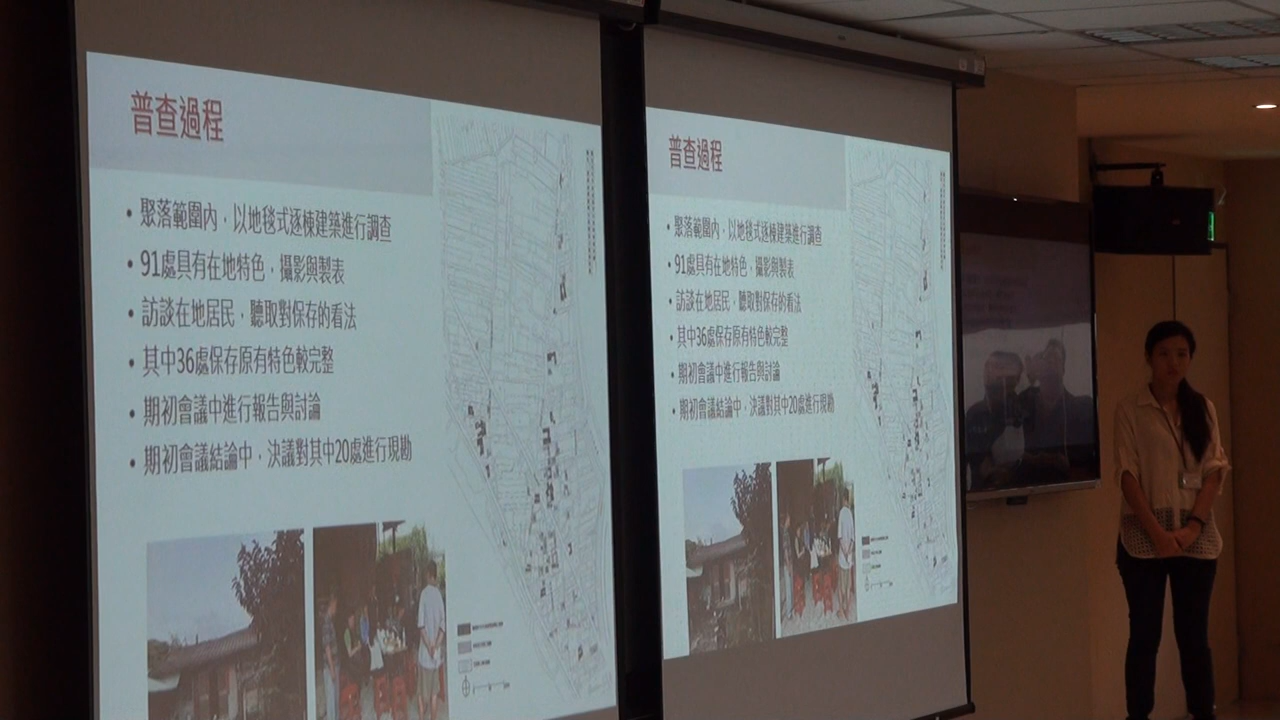 普查過程
• 聚落範圍內，以地毯式逐棟建築進行調查
• 91處具有在地特色，攝影與製表
• 訪談在地居民，聽取對保存的看法
• 其中36處保存原有特色較完整
• 期初會議中進行報告與討論
• 期初會議結論中，決議對其中20處進行現勘
普查過程
• 聚落範圍內，以地毯式逐棟建築進行調查
• 91處具有在地特色，攝影與製表
• 訪談在地居民，聽取對保存的看法
• 其中36處保存原有特色較完整
• 期初會議中進行報告與討論
• 期初會議結論中，決議對其中20處進行現勘